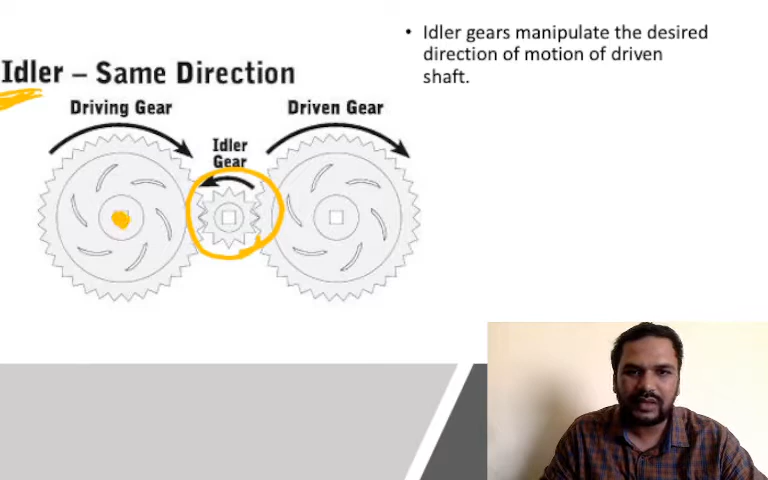 Idler – Same Direction
Driving Gear
Driven Gear
Idler
Gear
• Idler gears manipulate the desired
direction of motion of driven
shaft.